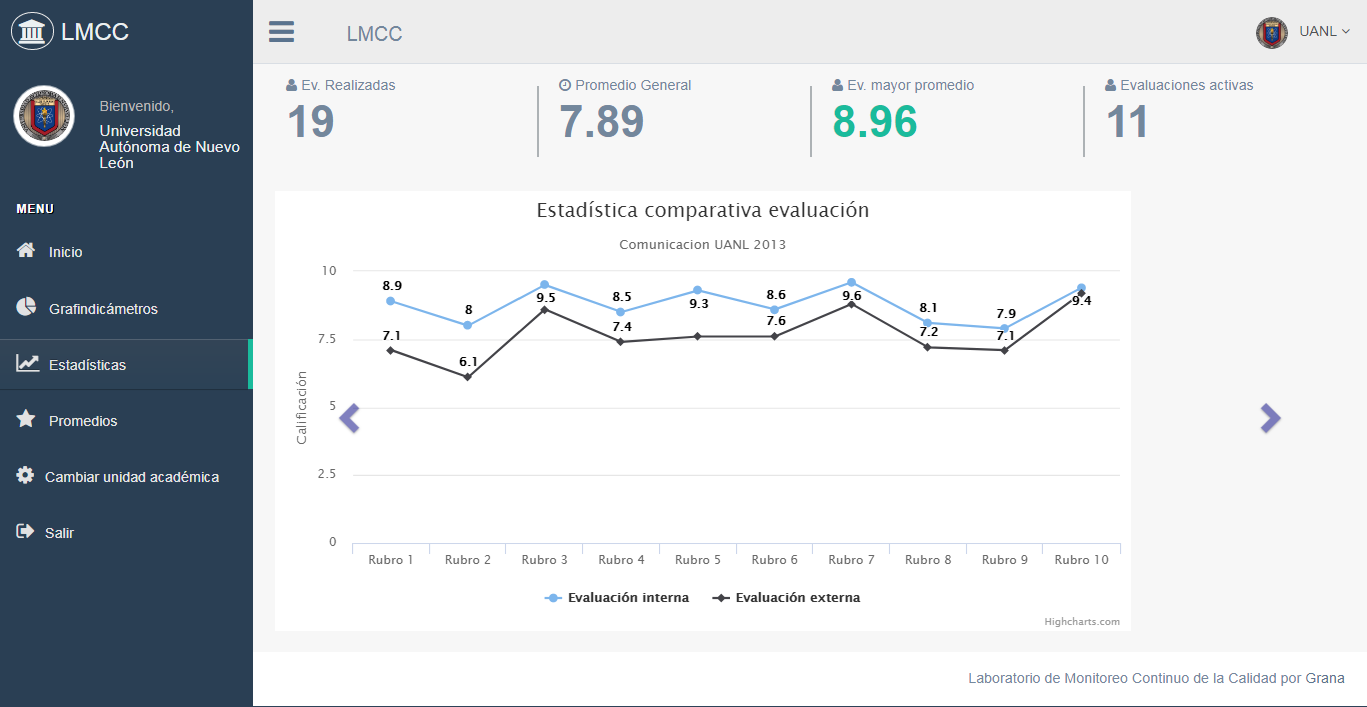 LMCC
LMCC
UANL
Bienvenido,
Universidad
Autónoma de Nuevo
León
MENU
Inicio
Grafindicámetros
Estadísticas
Promedios
Cambiar unidad académica
Salir
Ev. Realizadas
19
Promedio General
7.89
Ev. mayor promedio
8.96
Evaluaciones activas
11
Estadística comparativa evaluación
Comunicacion UANL 2013
Calificación
10
7.5
5
2.5
0
8.9 8 9.5 8.5 9.3 8.6 9.6 8.1 7.9 9.4
7.1 6.1 7.4 7.6 7.2 7.1
Rubro 1 Rubro 2 Rubro 3 Rubro 4 Rubro 5 Rubro 6 Rubro 7 Rubro 8 Rubro 9 Rubro 10
Evaluación interna Evaluación externa
Highcharts.com
Laboratorio de Monitoreo Continuo de la Calidad por Grana